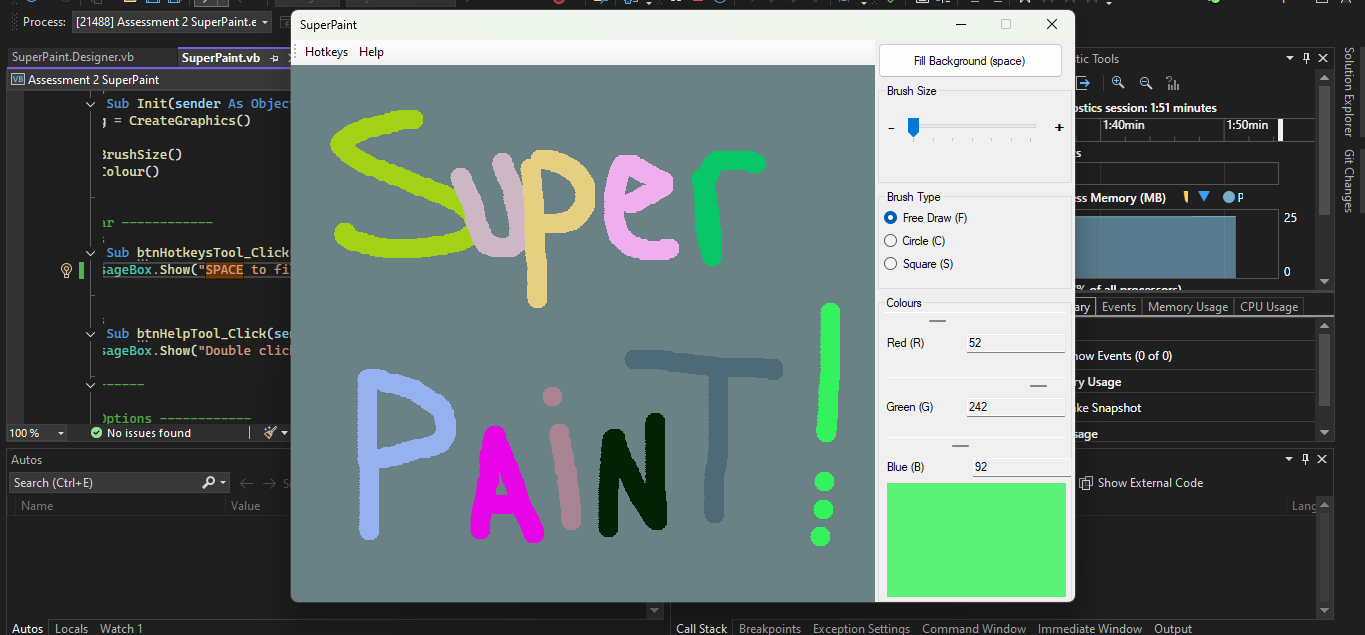 Process: [21488] Assessment 2 SuperPaint.e
SuperPaint.Designer.vb
SuperPaint.vb
VB Assessment 2 SuperPaint
Sub Init(sender As Objec
g = CreateGraphics()
BrushSize()
Colour()
ar ------------
Sub btnHotkeysTool_Click
sageBox.Show("SPACE to fi
Sub btnHelpTool_Click(se
sageBox.Show("Double clic
Options ------------
100 %
No issues found
Autos
Search (Ctrl+E)
Name Value
Autos Locals Watch 1
SuperPaint
Hotkeys Help
Super
PAiNT!
Fill Background (space)
Brush Size
- +
Brush Type
Free Draw (F)
Circle (C)
Square (S)
Colours
Red (R) 52
Green (G) 242
Blue (B) 92
tic Tools
ostics session: 1:51 minutes
1:40min 1:50min
ss Memory (MB) P
25
0
% of all processors)
ary Events Memory Usage CPU Usage
how Events (0 of 0)
ry Usage
ke Snapshot
sage
Show External Code
Lang
Call Stack Breakpoints Exception Settings Command Window Immediate Window Output
Solution Explorer
Git Changes